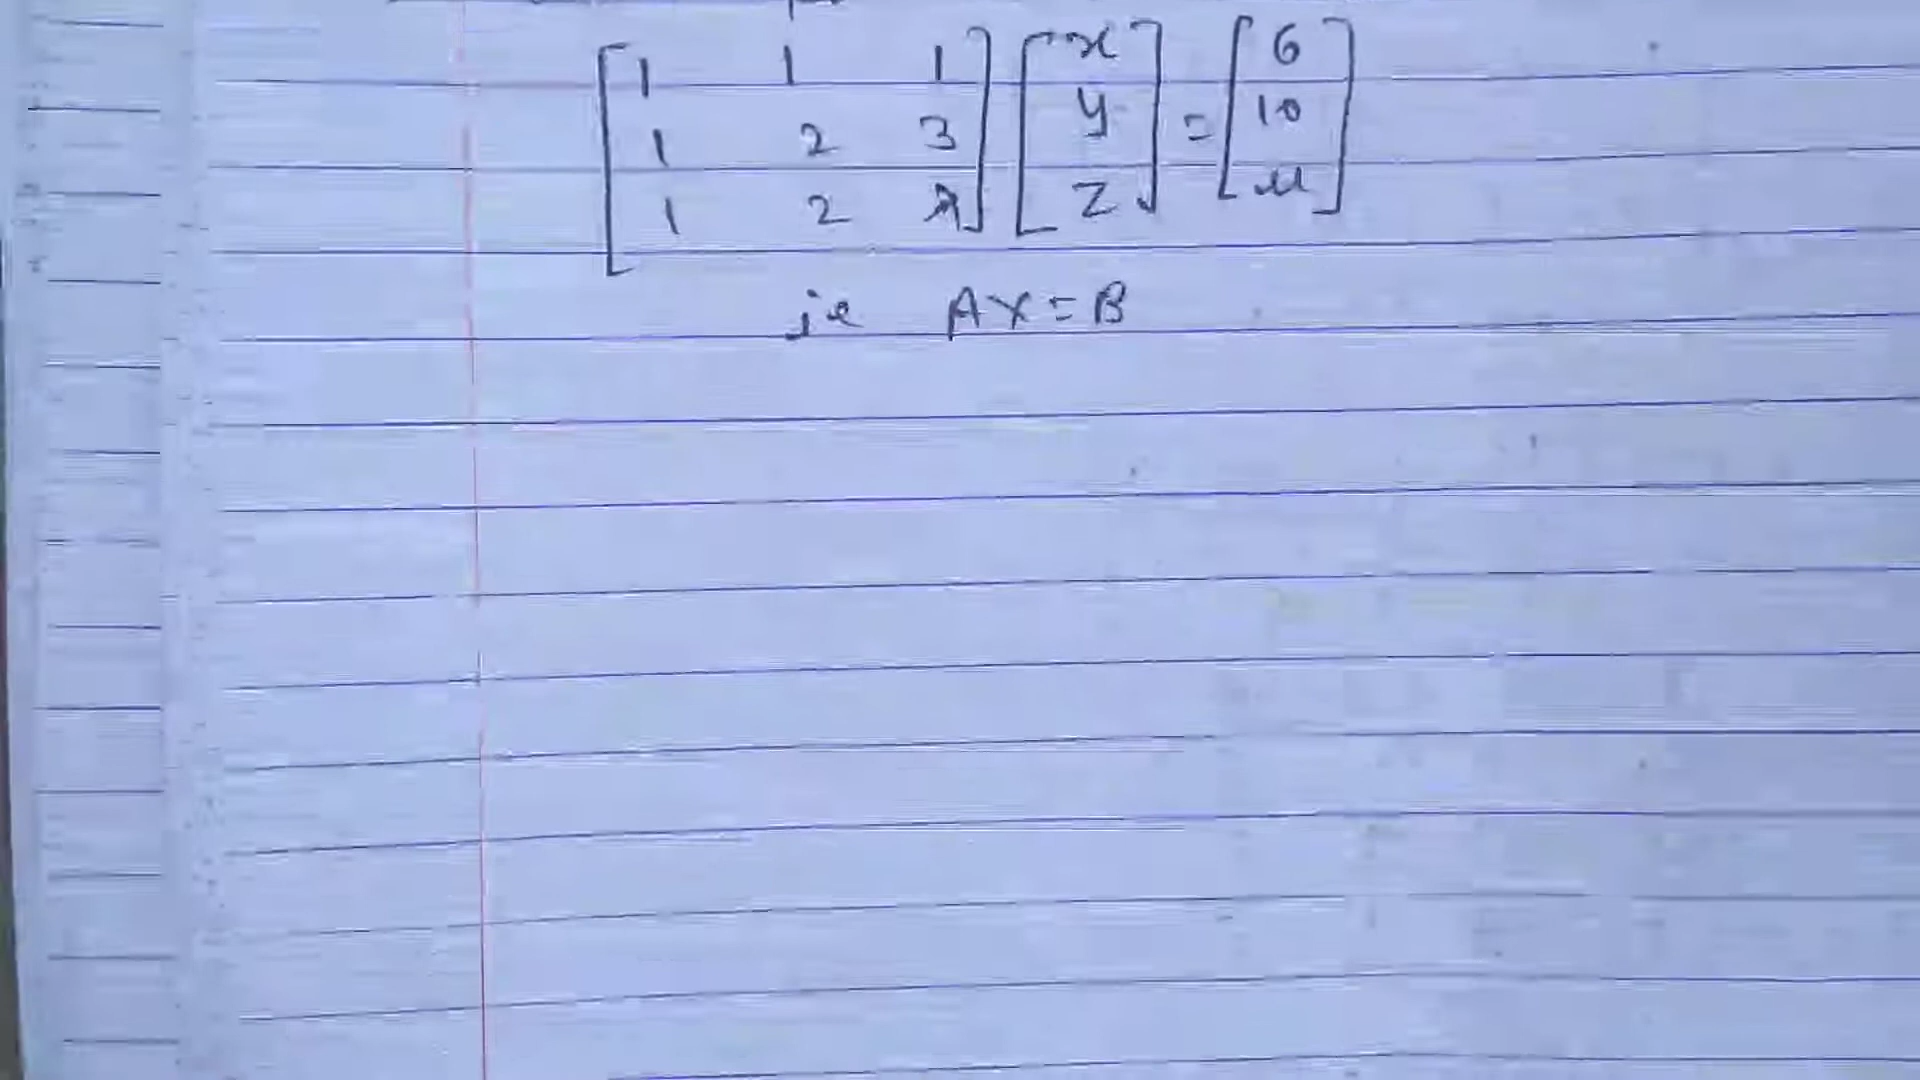 [1 1 1] [x] = [6]
[1 2 3] [y] [10]
[1 2 λ] [z] [μ]
ie AX = B